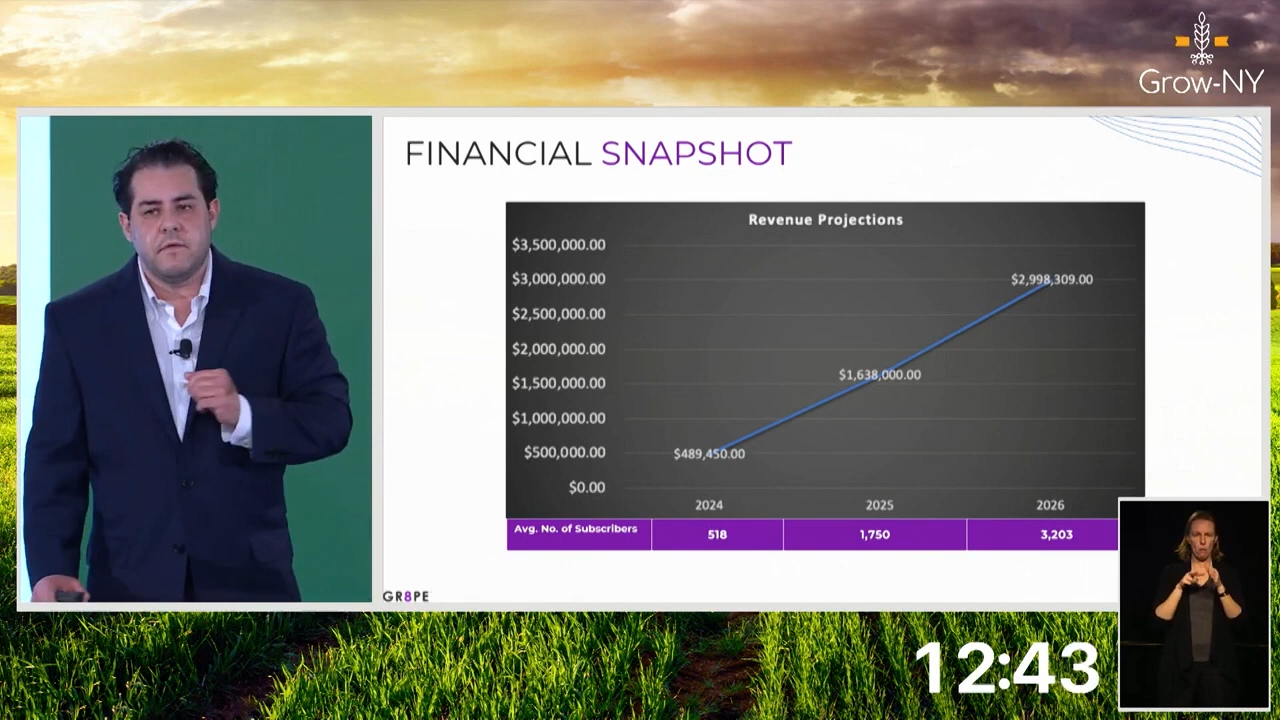 Grow-NY
FINANCIAL SNAPSHOT
Revenue Projections
$3,500,000.00
$3,000,000.00
$2,998,309.00
$2,500,000.00
$2,000,000.00
$1,638,000.00
$1,500,000.00
$1,000,000.00
$500,000.00
$489,450.00
$0.00
2024 2025 2026
Avg. No. of Subscribers 518 1,750 3,203
GR8PE
12:43